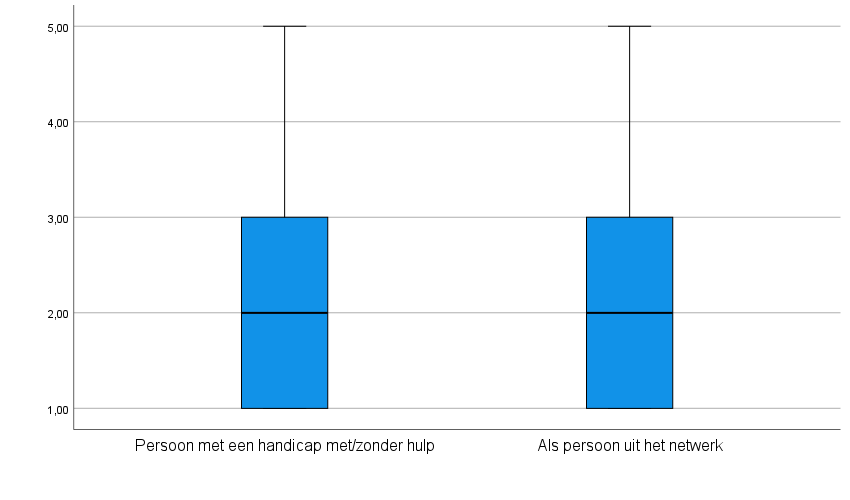 5,00
4,00
3,00
2,00
1,00
Persoon met een handicap met/zonder hulp
Als persoon uit het netwerk